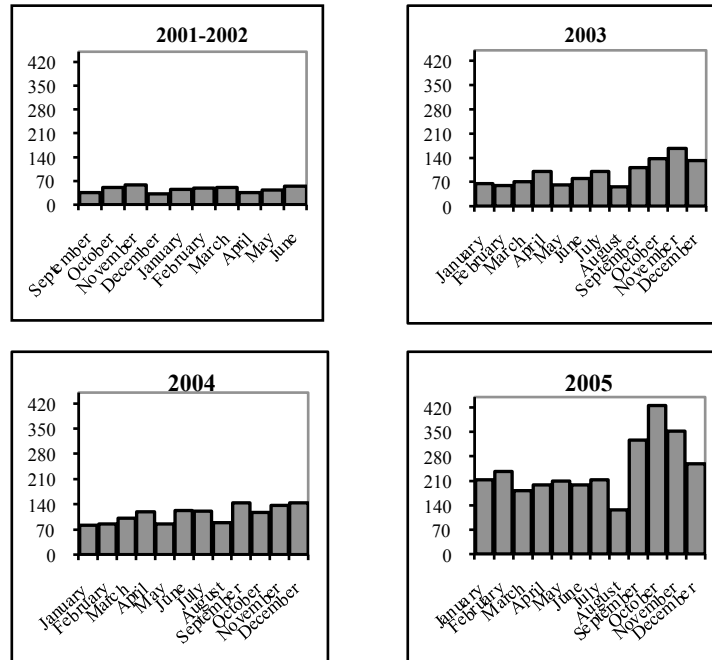 2001-2002
420
350
280
210
140
70
0
September
October
November
December
January
February
March
April
May
June
2003
420
350
280
210
140
70
0
January
February
March
April
May
June
July
August
September
October
November
December
2004
420
350
280
210
140
70
0
January
February
March
April
May
June
July
August
September
October
November
December
2005
420
350
280
210
140
70
0
January
February
March
April
May
June
July
August
September
October
November
December